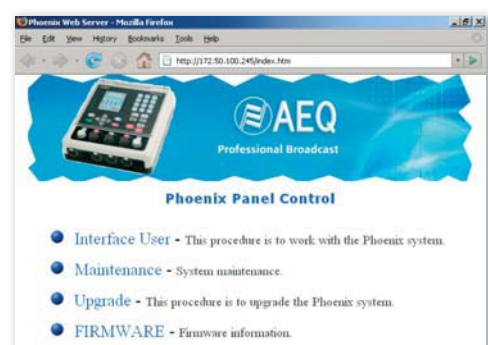 Phoenix Web Server - Mozilla Firefox
File Edit View History Bookmarks Tools Help
http://172.50.100.245/index.htm
AEQ
Professional Broadcast
Phoenix Panel Control
Interface User - This procedure is to work with the Phoenix system.
Maintenance - System maintenance.
Upgrade - This procedure is to upgrade the Phoenix system.
FIRMWARE - Firmware information.